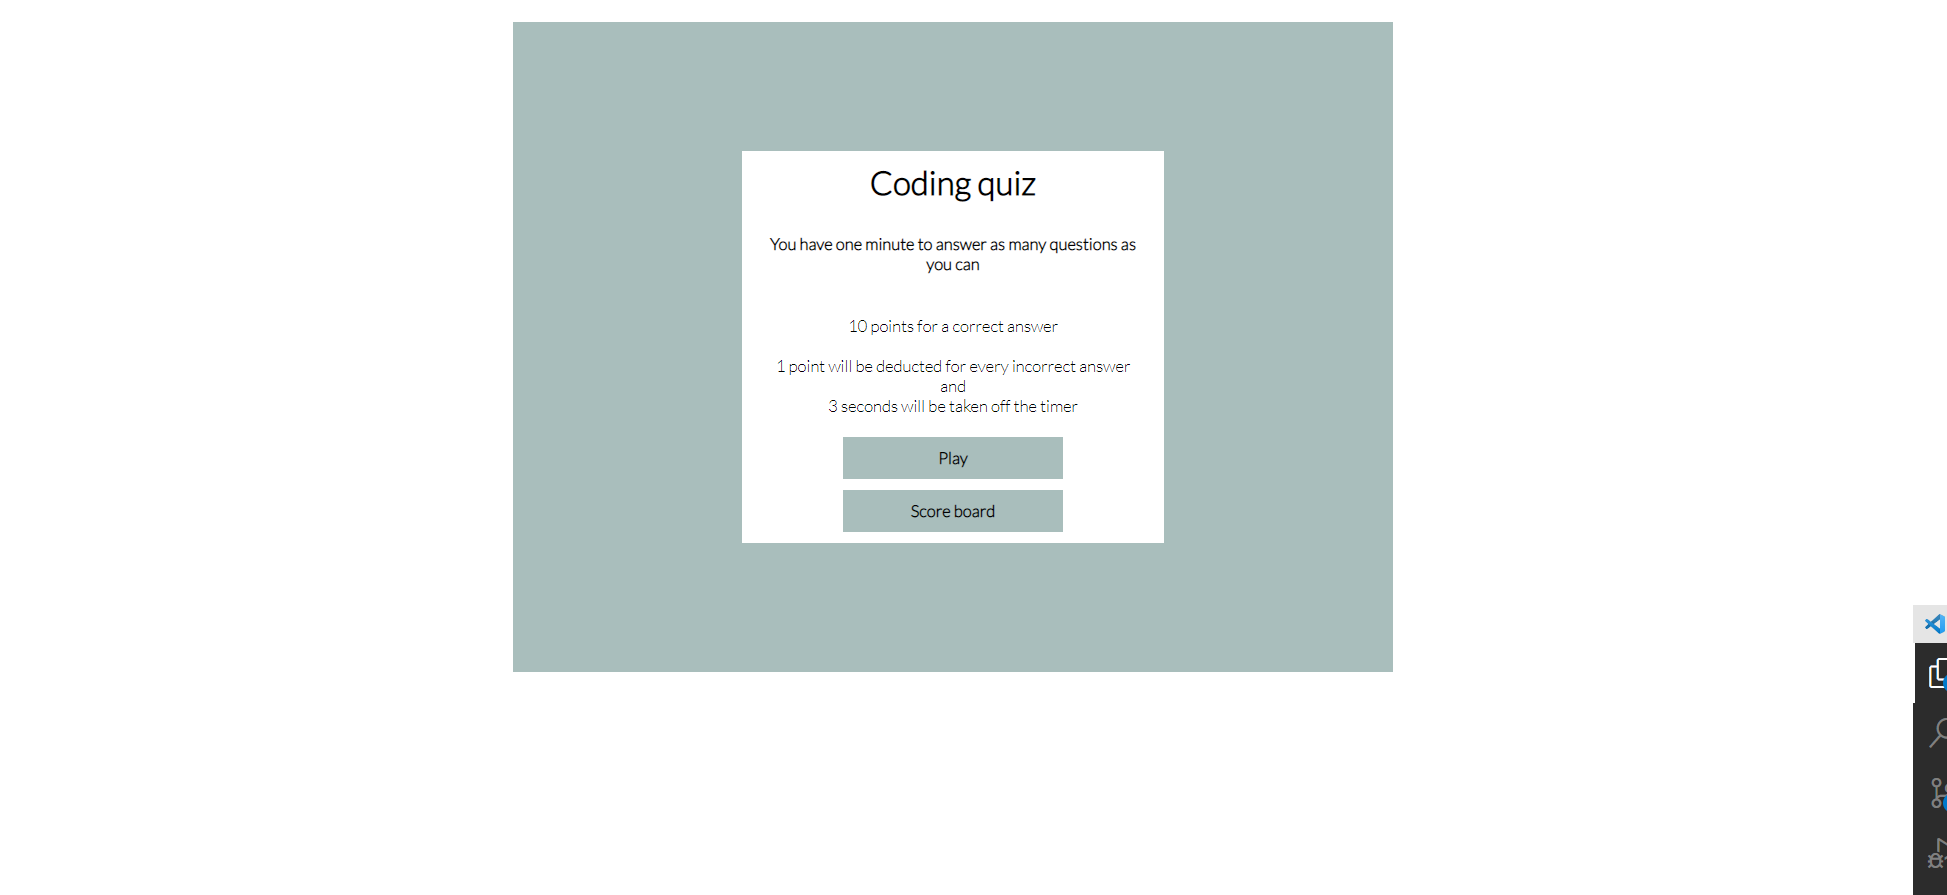 Coding quiz
You have one minute to answer as many questions as
you can
10 points for a correct answer
1 point will be deducted for every incorrect answer
and
3 seconds will be taken off the timer
Play
Score board